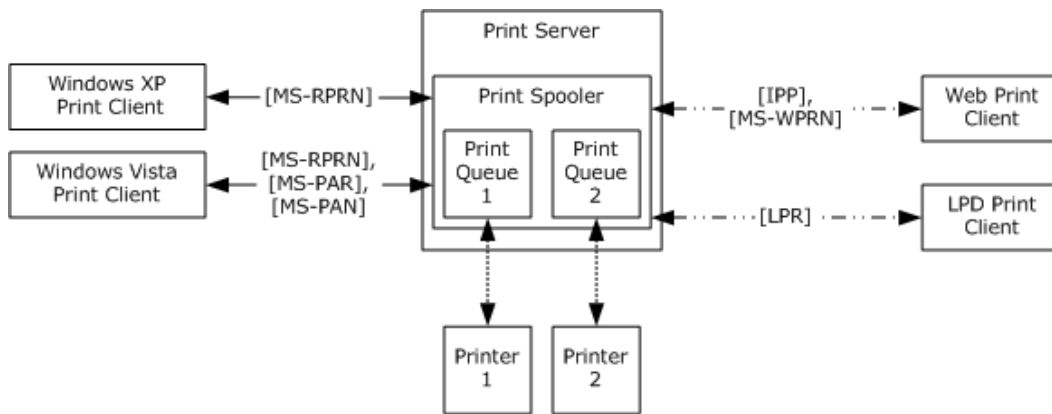 Print Server
Windows XP
Print Client
[MS-RPRN]
Print Spooler
[IPP],
[MS-WPRN]
Web Print
Client
Windows Vista
Print Client
[MS-RPRN],
[MS-PAR],
[MS-PAN]
Print
Queue
1
Print
Queue
2
[LPR]
LPD Print
Client
Printer
1
Printer
2